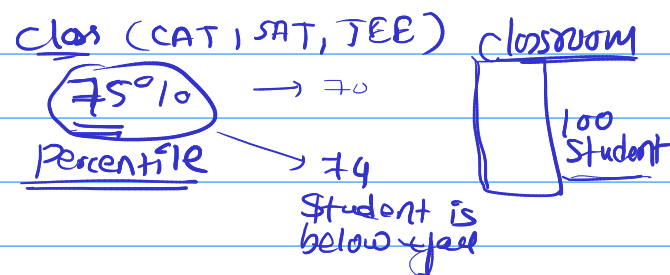 Clas (CAT, SAT, JEE)
Classroom
75% → 70
Percentile
100
Student
74
Student is
below